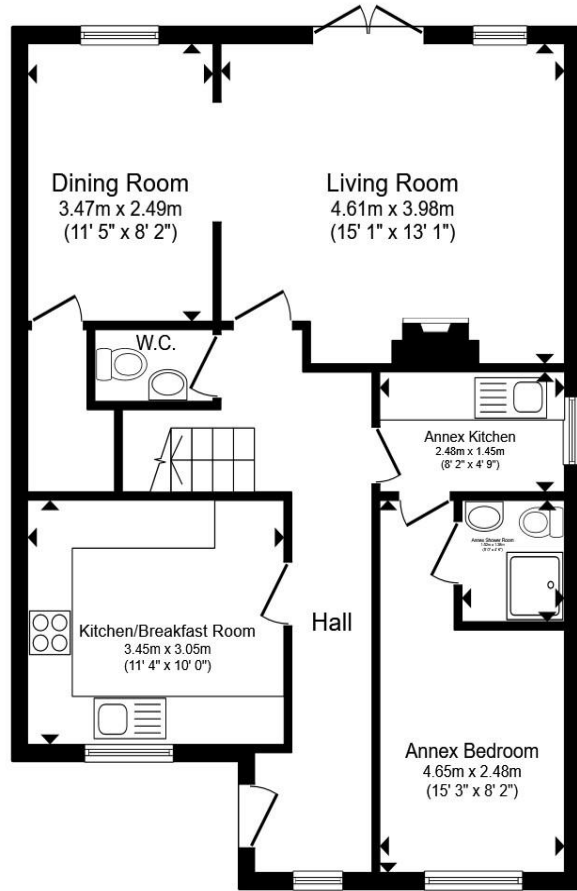 Dining Room
3.47m x 2.49m
(11' 5" x 8' 2")
Living Room
4.61m x 3.98m
(15' 1" x 13' 1")
W.C.
Annex Kitchen
2.48m x 1.45m
(8' 2" x 4' 9")
Annex Shower Room
Kitchen/Breakfast Room
3.45m x 3.05m
(11' 4" x 10' 0")
Hall
Annex Bedroom
4.65m x 2.48m
(15' 3" x 8' 2")